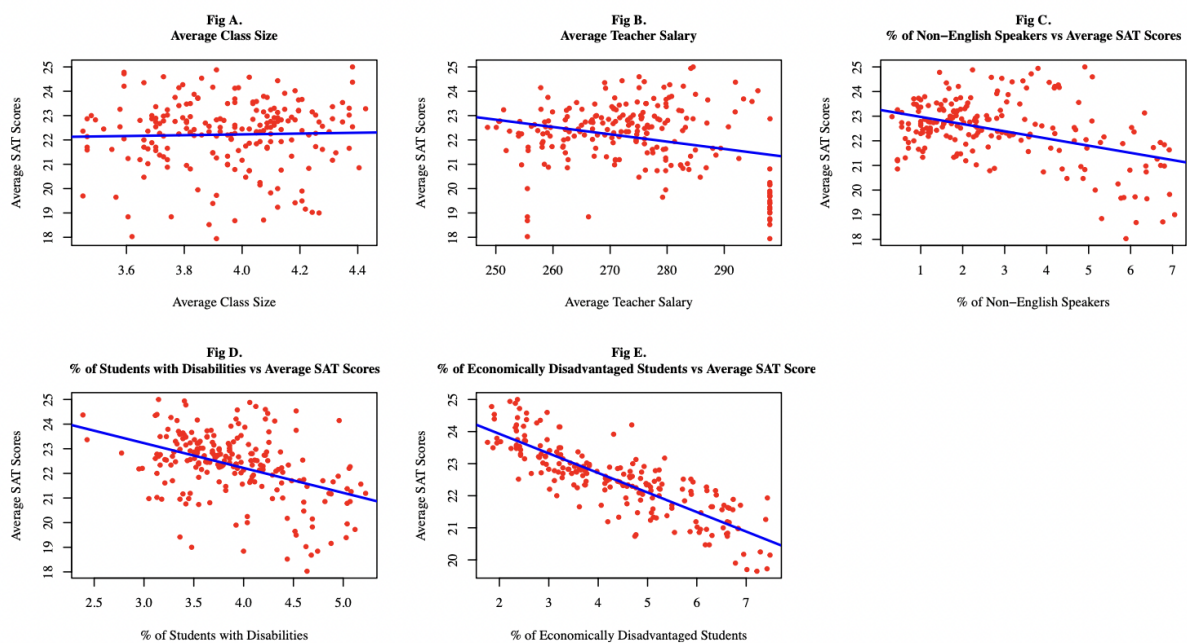 Fig A.
Average Class Size
Average SAT Scores
25
24
23
22
21
20
19
18
3.6 3.8 4.0 4.2 4.4
Average Class Size
Fig B.
Average Teacher Salary
Average SAT Scores
25
24
23
22
21
20
19
18
250 260 270 280 290
Average Teacher Salary
Fig C.
% of Non−English Speakers vs Average SAT Scores
Average SAT Scores
25
24
23
22
21
20
19
18
1 2 3 4 5 6 7
% of Non−English Speakers
Fig D.
% of Students with Disabilities vs Average SAT Scores
Average SAT Scores
25
24
23
22
21
20
19
18
2.5 3.0 3.5 4.0 4.5 5.0
% of Students with Disabilities
Fig E.
% of Economically Disadvantaged Students vs Average SAT Score
Average SAT Scores
25
24
23
22
21
20
2 3 4 5 6 7
% of Economically Disadvantaged Students